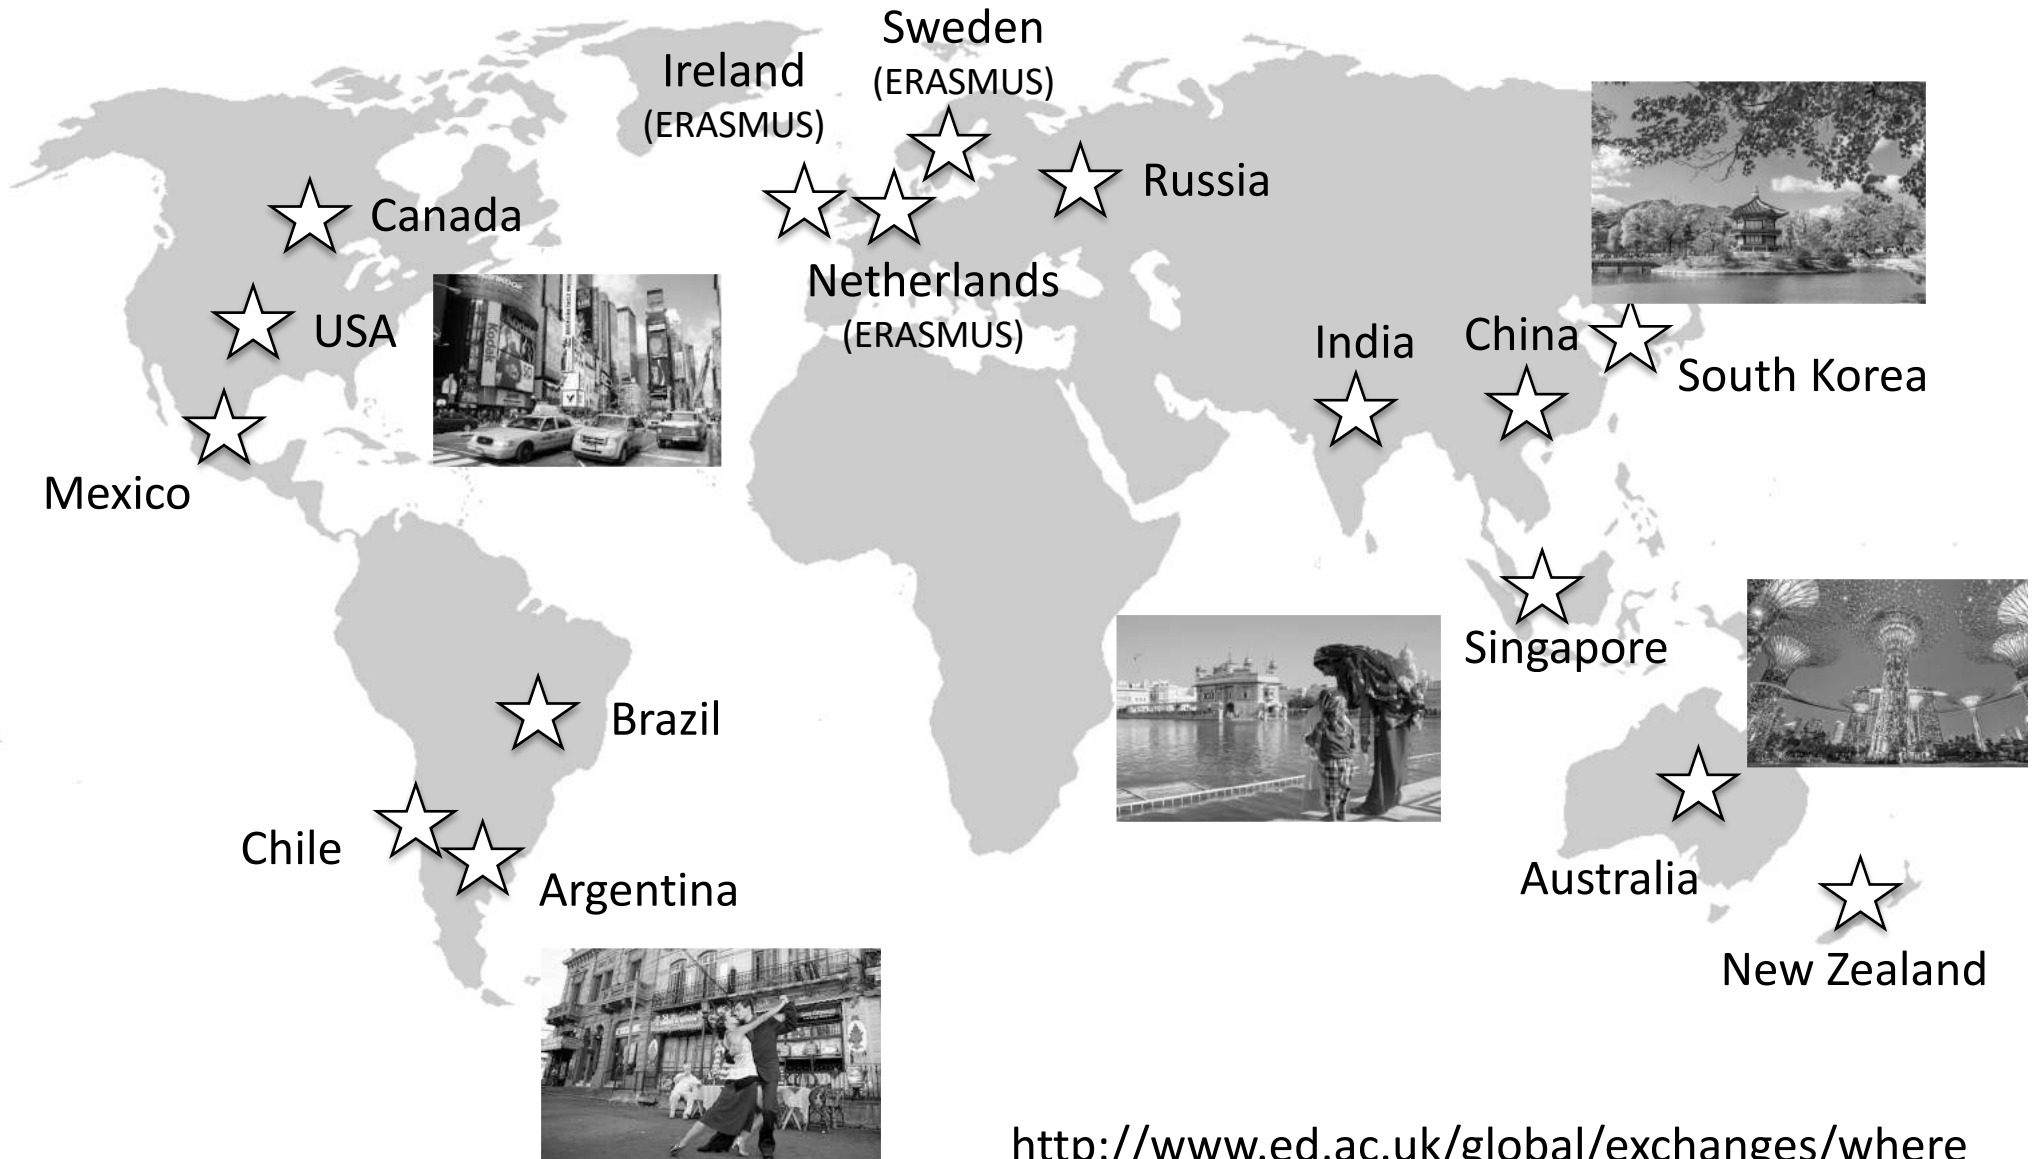 Sweden
(ERASMUS)
Ireland
(ERASMUS)
Russia
Canada
Netherlands
(ERASMUS)
USA
India
China
South Korea
Mexico
Kodak
Singapore
Brazil
Chile
Argentina
Australia
New Zealand
http://www.ed.ac.uk/global/exchanges/where